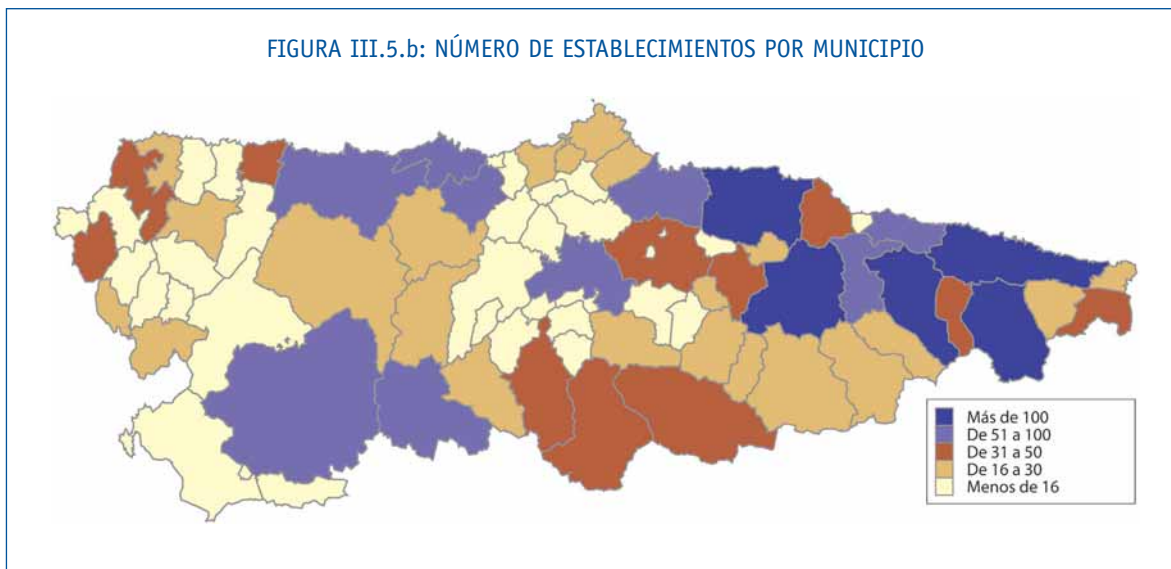 FIGURA III.5.b: NÚMERO DE ESTABLECIMIENTOS POR MUNICIPIO
Más de 100
De 51 a 100
De 31 a 50
De 16 a 30
Menos de 16